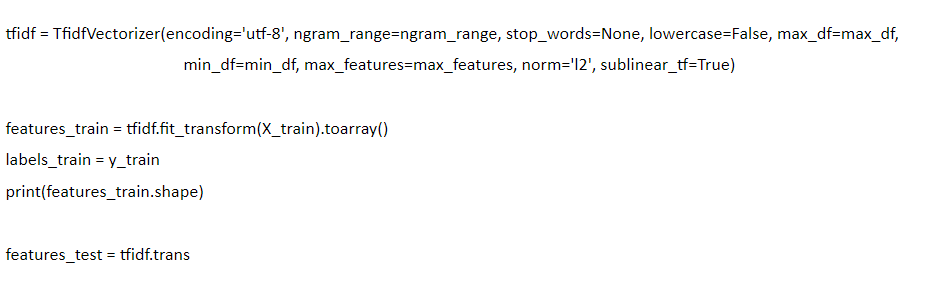 tfidf = TfidfVectorizer(encoding='utf-8', ngram_range=ngram_range, stop_words=None, lowercase=False, max_df=max_df,
min_df=min_df, max_features=max_features, norm='l2', sublinear_tf=True)
features_train = tfidf.fit_transform(X_train).toarray()
labels_train = y_train
print(features_train.shape)
features_test = tfidf.trans